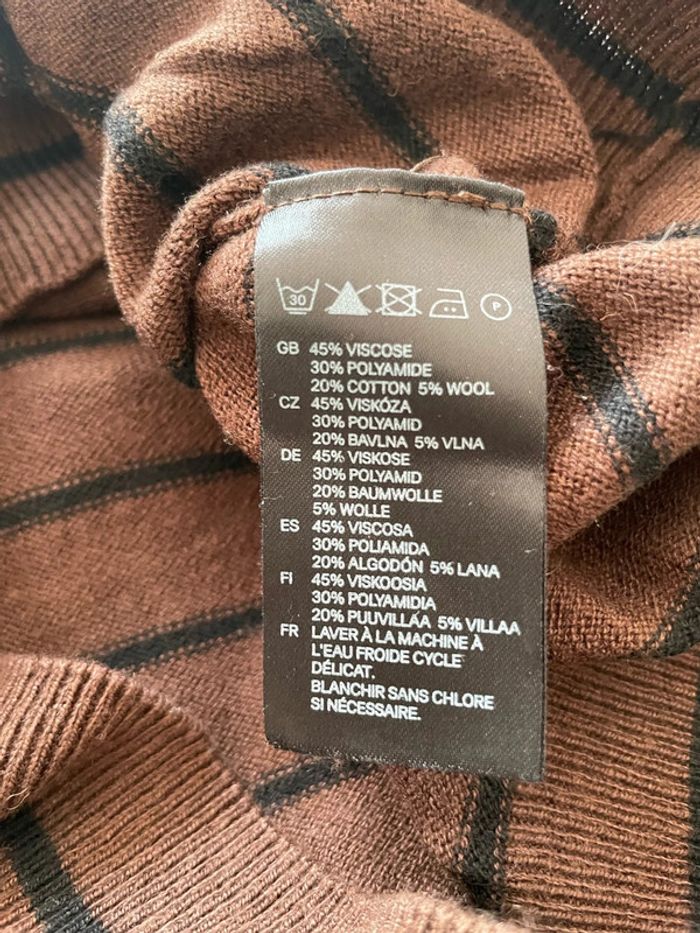 30
P
GB 45% VISCOSE
30% POLYAMIDE
20% COTTON 5% WOOL
CZ 45% VISKÓZA
30% POLYAMID
20% BAVLNA 5% VLNA
DE 45% VISKOSE
30% POLYAMID
20% BAUMWOLLE
5% WOLLE
ES 45% VISCOSA
30% POLIAMIDA
20% ALGODÓN 5% LANA
FI 45% VISKOOSIA
30% POLYAMIDIA
20% PUUVILLAA 5% VILLAA
FR LAVER À LA MACHINE À
L'EAU FROIDE CYCLE
DÉLICAT.
BLANCHIR SANS CHLORE
SI NÉCESSAIRE.